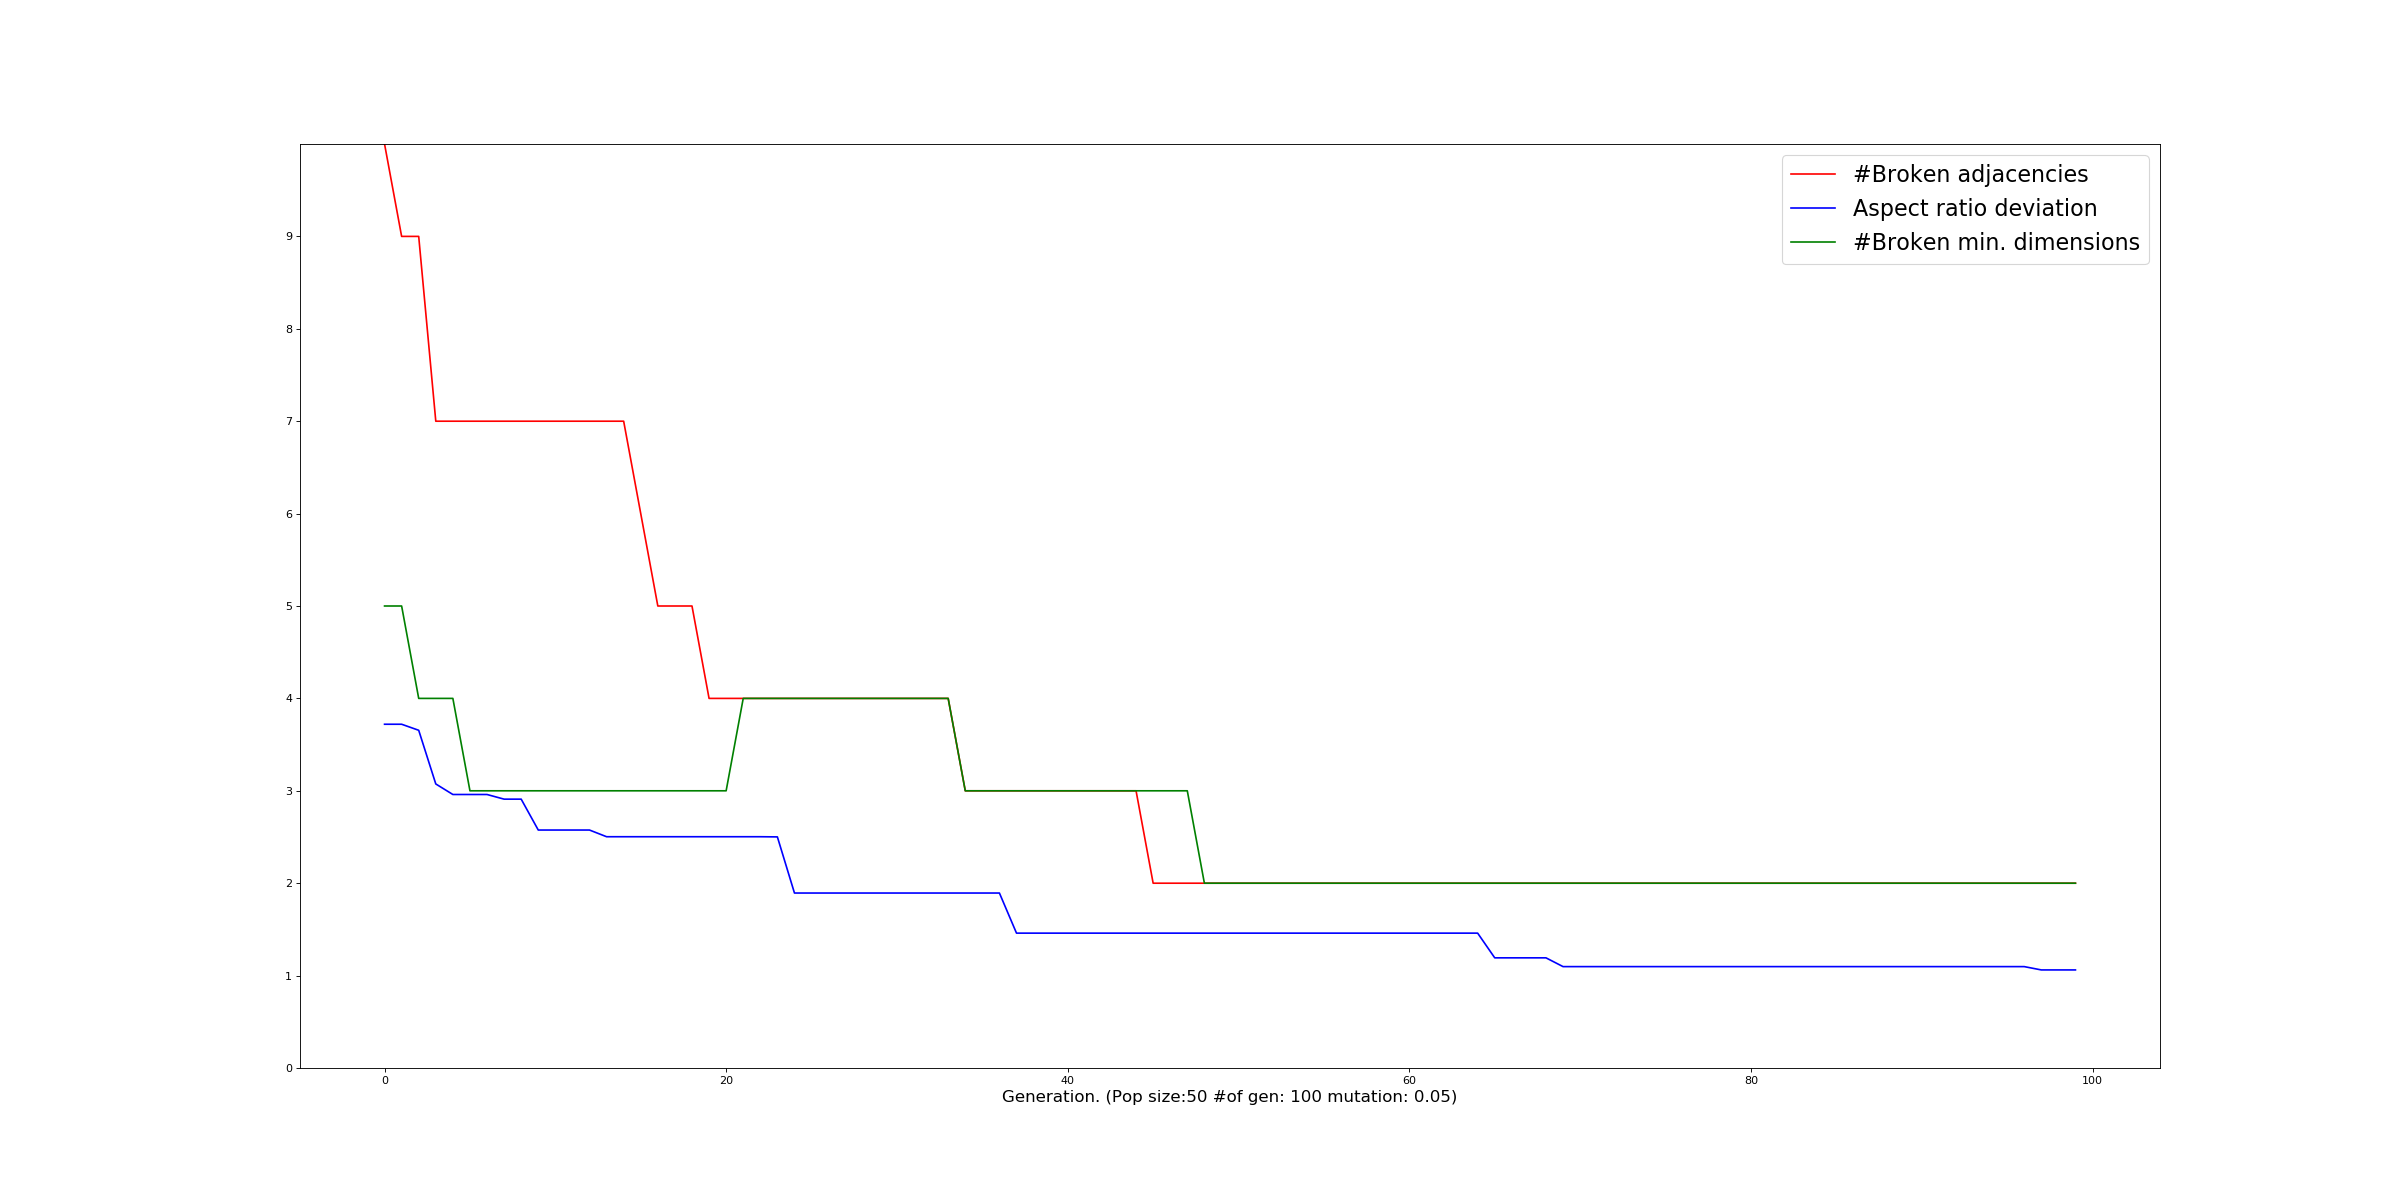 #Broken adjacencies
Aspect ratio deviation
#Broken min. dimensions
9
8
7
6
5
4
3
2
1
0
0 20 40 60 80 100
Generation. (Pop size:50 #of gen: 100 mutation: 0.05)